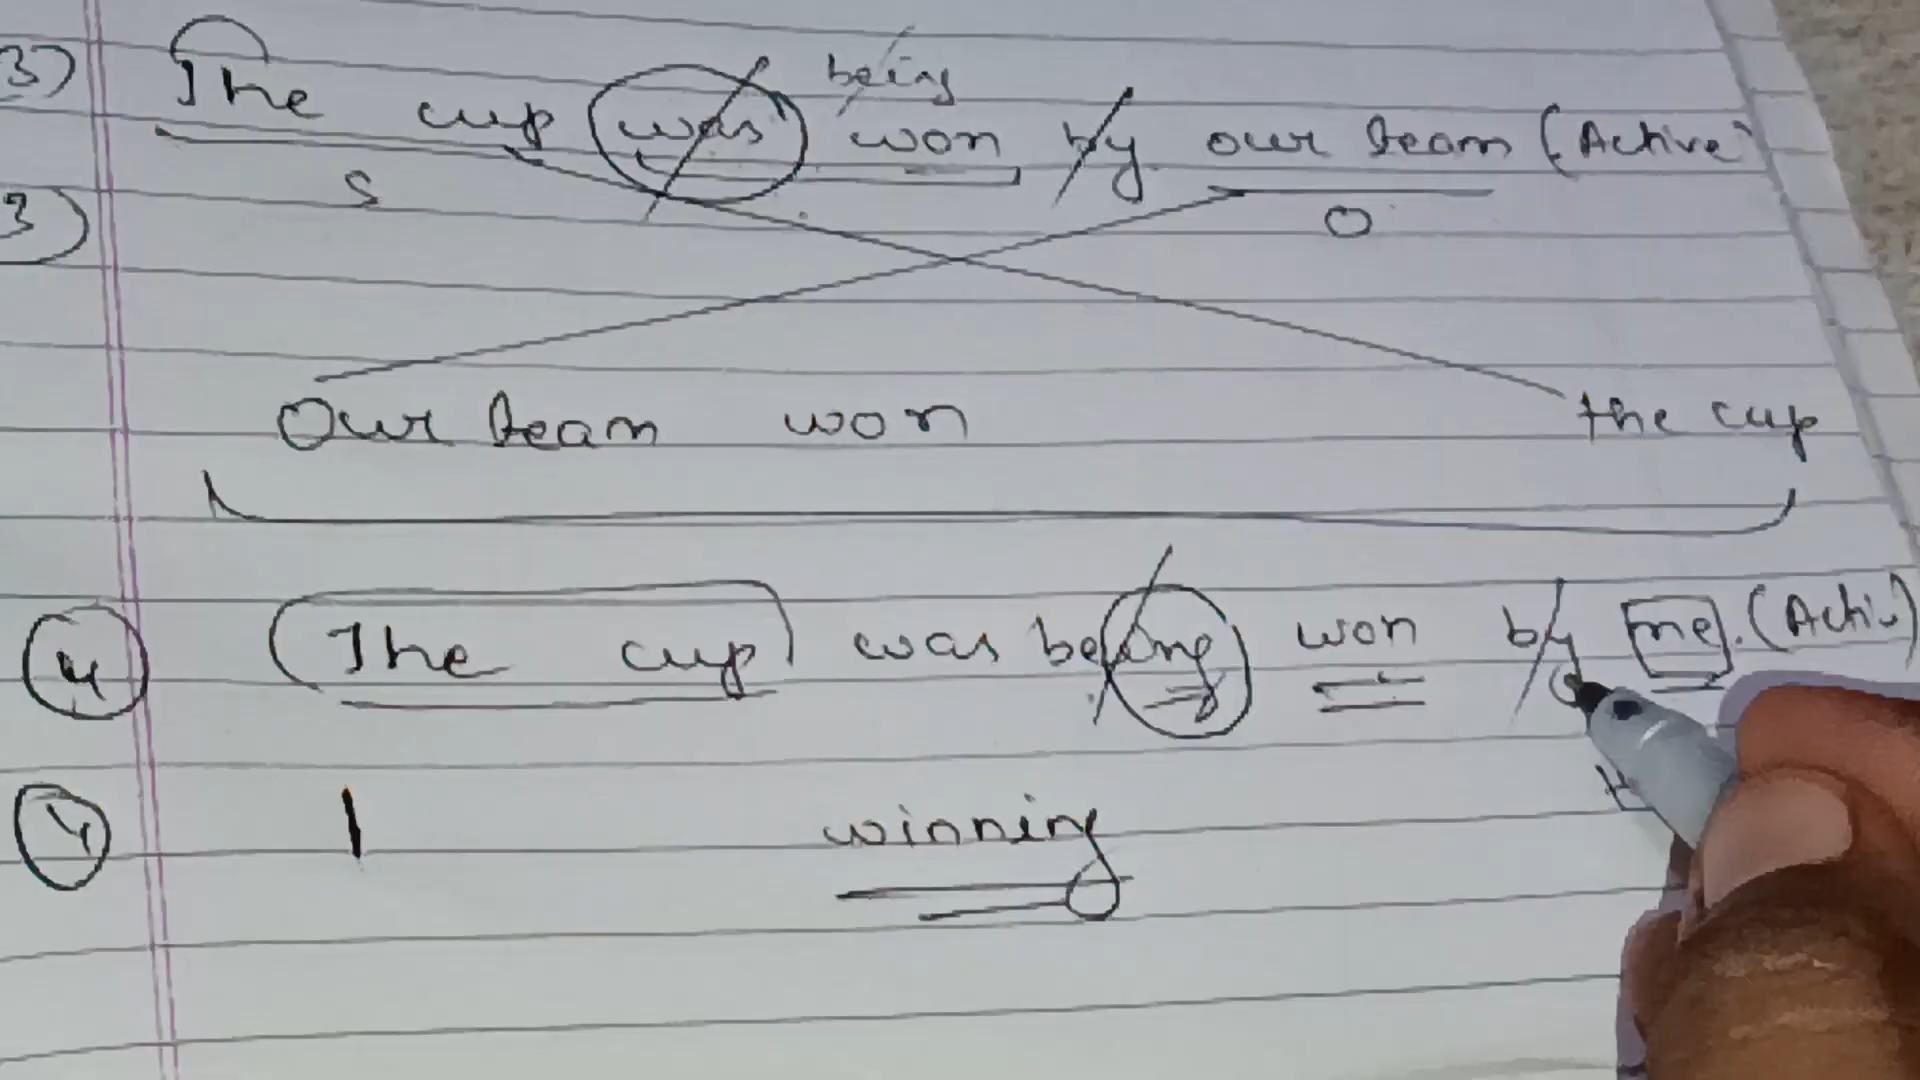 being
3) The cup was won by our team (Active
S O
3)
Our team won the cup
4 The cup was being won by me. (Activ)
4 I winning